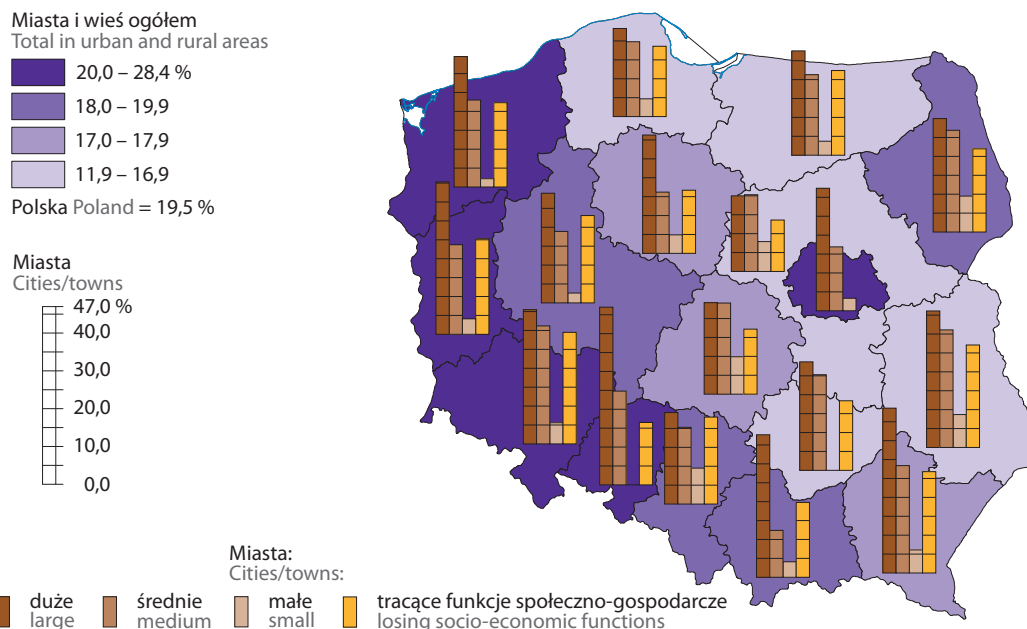 Miasta i wieś ogółem
Total in urban and rural areas
20,0 – 28,4 %
18,0 – 19,9
17,0 – 17,9
11,9 – 16,9
Polska Poland = 19,5 %
Miasta
Cities/towns
47,0 %
40,0
30,0
20,0
10,0
0,0
Miasta:
Cities/towns:
duże
large
średnie
medium
małe
small
tracące funkcje społeczno-gospodarcze
losing socio-economic functions